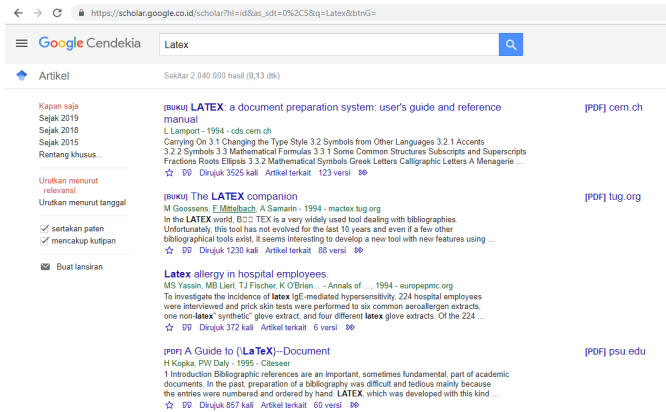 https://scholar.google.co.id/scholar?hl=id&as_sdt=0%2C5&q=Latex&btnG=
Google Cendekia
Latex
Artikel
Sekitar 2.040.000 hasil (0,13 dtk)
Kapan saja
Sejak 2019
Sejak 2018
Sejak 2015
Rentang khusus...
Urutkan menurut
relevansi
Urutkan menurut tanggal
sertakan paten
mencakup kutipan
Buat lansiran
[BUKU] LATEX: a document preparation system: user's guide and reference
manual
[PDF] cern.ch
L Lamport - 1994 - cds.cern.ch
Carrying On 3.1 Changing the Type Style 3.2 Symbols from Other Languages 3.2.1 Accents
3.2.2 Symbols 3.3 Mathematical Formulas 3.3.1 Some Common Structures Subscripts and Superscripts
Fractions Roots Ellipsis 3.3.2 Mathematical Symbols Greek Letters Calligraphic Letters A Menagerie ...
Dirujuk 3525 kali Artikel terkait 123 versi
[BUKU] The LATEX companion
[PDF] tug.org
M Goossens, F Mittelbach, A Samarin - 1994 - mactex.tug.org
In the LATEX world, B□□ TEX is a very widely used tool dealing with bibliographies.
Unfortunately, this tool has not evolved for the last 10 years and even if a few other
bibliographical tools exist, it seems interesting to develop a new tool with new features using ...
Dirujuk 1230 kali Artikel terkait 88 versi
Latex allergy in hospital employees.
MS Yassin, MB Lierl, TJ Fischer, K O'Brien... - Annals of ..., 1994 - europepmc.org
To investigate the incidence of latex IgE-mediated hypersensitivity, 224 hospital employees
were interviewed and prick skin tests were performed to six common aeroallergen extracts,
one non-latex" synthetic" glove extract, and four different latex glove extracts. Of the 224 ...
Dirujuk 372 kali Artikel terkait 6 versi
[PDF] A Guide to {\LaTeX}--Document
[PDF] psu.edu
H Kopka, PW Daly - 1995 - Citeseer
1 Introduction Bibliographic references are an important, sometimes fundamental, part of academic
documents. In the past, preparation of a bibliography was difficult and tedious mainly because
the entries were numbered and ordered by hand. LATEX, which was developed with this kind ...
Dirujuk 857 kali Artikel terkait 60 versi